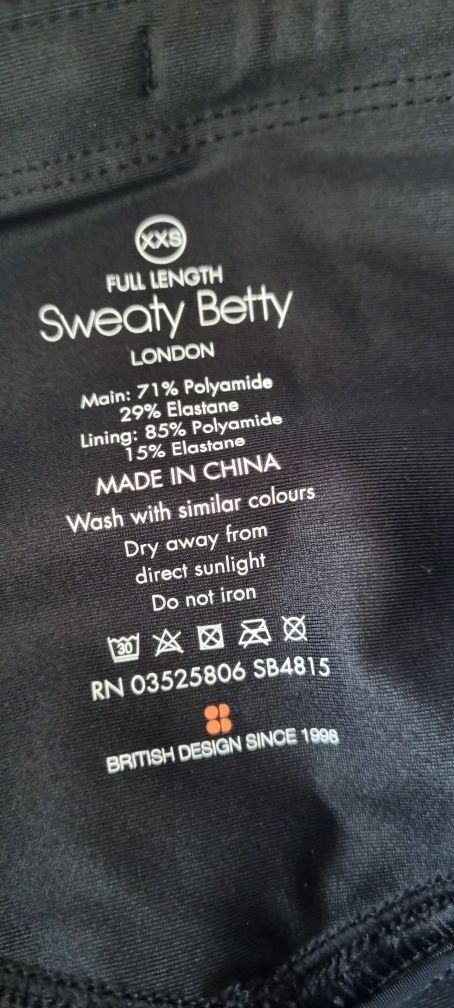 XXS
FULL LENGTH
Sweaty Betty
LONDON
Main: 71% Polyamide
29% Elastane
Lining: 85% Polyamide
15% Elastane
MADE IN CHINA
Wash with similar colours
Dry away from
direct sunlight
Do not iron
30
RN 03525806 SB4815
BRITISH DESIGN SINCE 1998